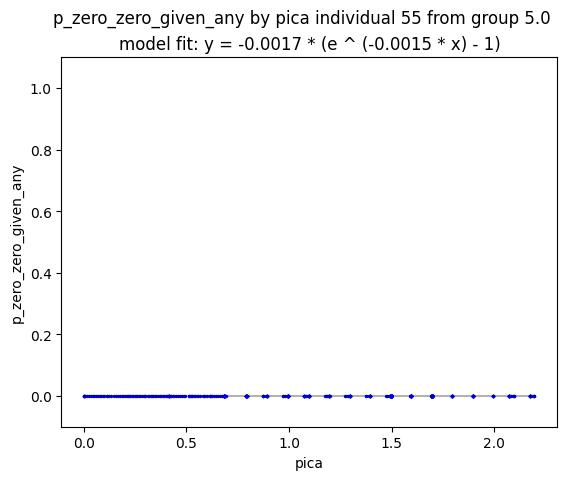 p_zero_zero_given_any by pica individual 55 from group 5.0
model fit: y = -0.0017 * (e ^ (-0.0015 * x) - 1)
1.0
0.8
0.6
0.4
0.2
0.0
p_zero_zero_given_any
0.0 0.5 1.0 1.5 2.0
pica